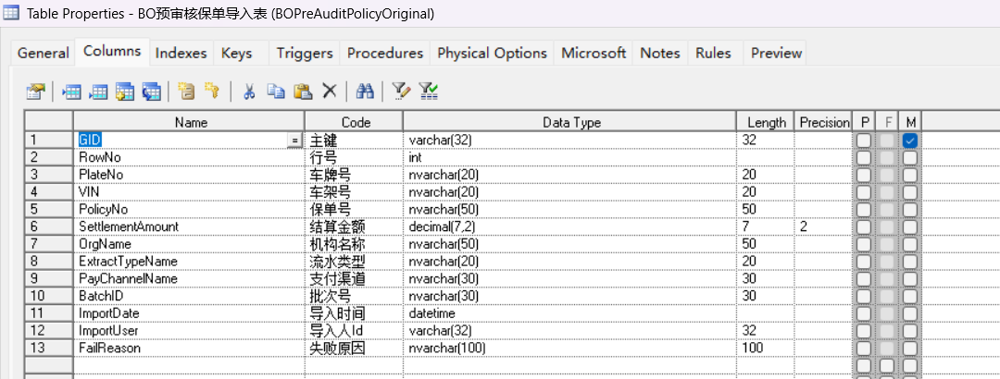 Table Properties - BO预审核保单导入表 (BOPreAuditPolicyOriginal)
General Columns Indexes Keys Triggers Procedures Physical Options Microsoft Notes Rules Preview
Name Code Data Type Length Precision P F M
1 GID = 主键 varchar(32) 32
2 RowNo 行号 int
3 PlateNo 车牌号 nvarchar(20) 20
4 VIN 车架号 nvarchar(20) 20
5 PolicyNo 保单号 nvarchar(50) 50
6 SettlementAmount 结算金额 decimal(7,2) 7 2
7 OrgName 机构名称 nvarchar(50) 50
8 ExtractTypeName 流水类型 nvarchar(20) 20
9 PayChannelName 支付渠道 nvarchar(30) 30
10 BatchID 批次号 nvarchar(30) 30
11 ImportDate 导入时间 datetime
12 ImportUser 导入人Id varchar(32) 32
13 FailReason 失败原因 nvarchar(100) 100